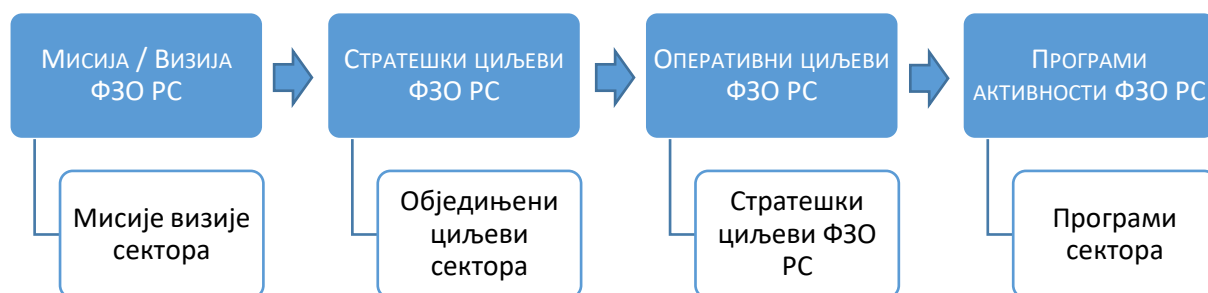 Мисија / Визија
ФЗО РС
Мисије визије
сектора
Стратешки циљеви
ФЗО РС
Обједињени
циљеви
сектора
Оперативни циљеви
ФЗО РС
Стратешки
циљеви ФЗО
РС
Програми
активности ФЗО РС
Програми
сектора